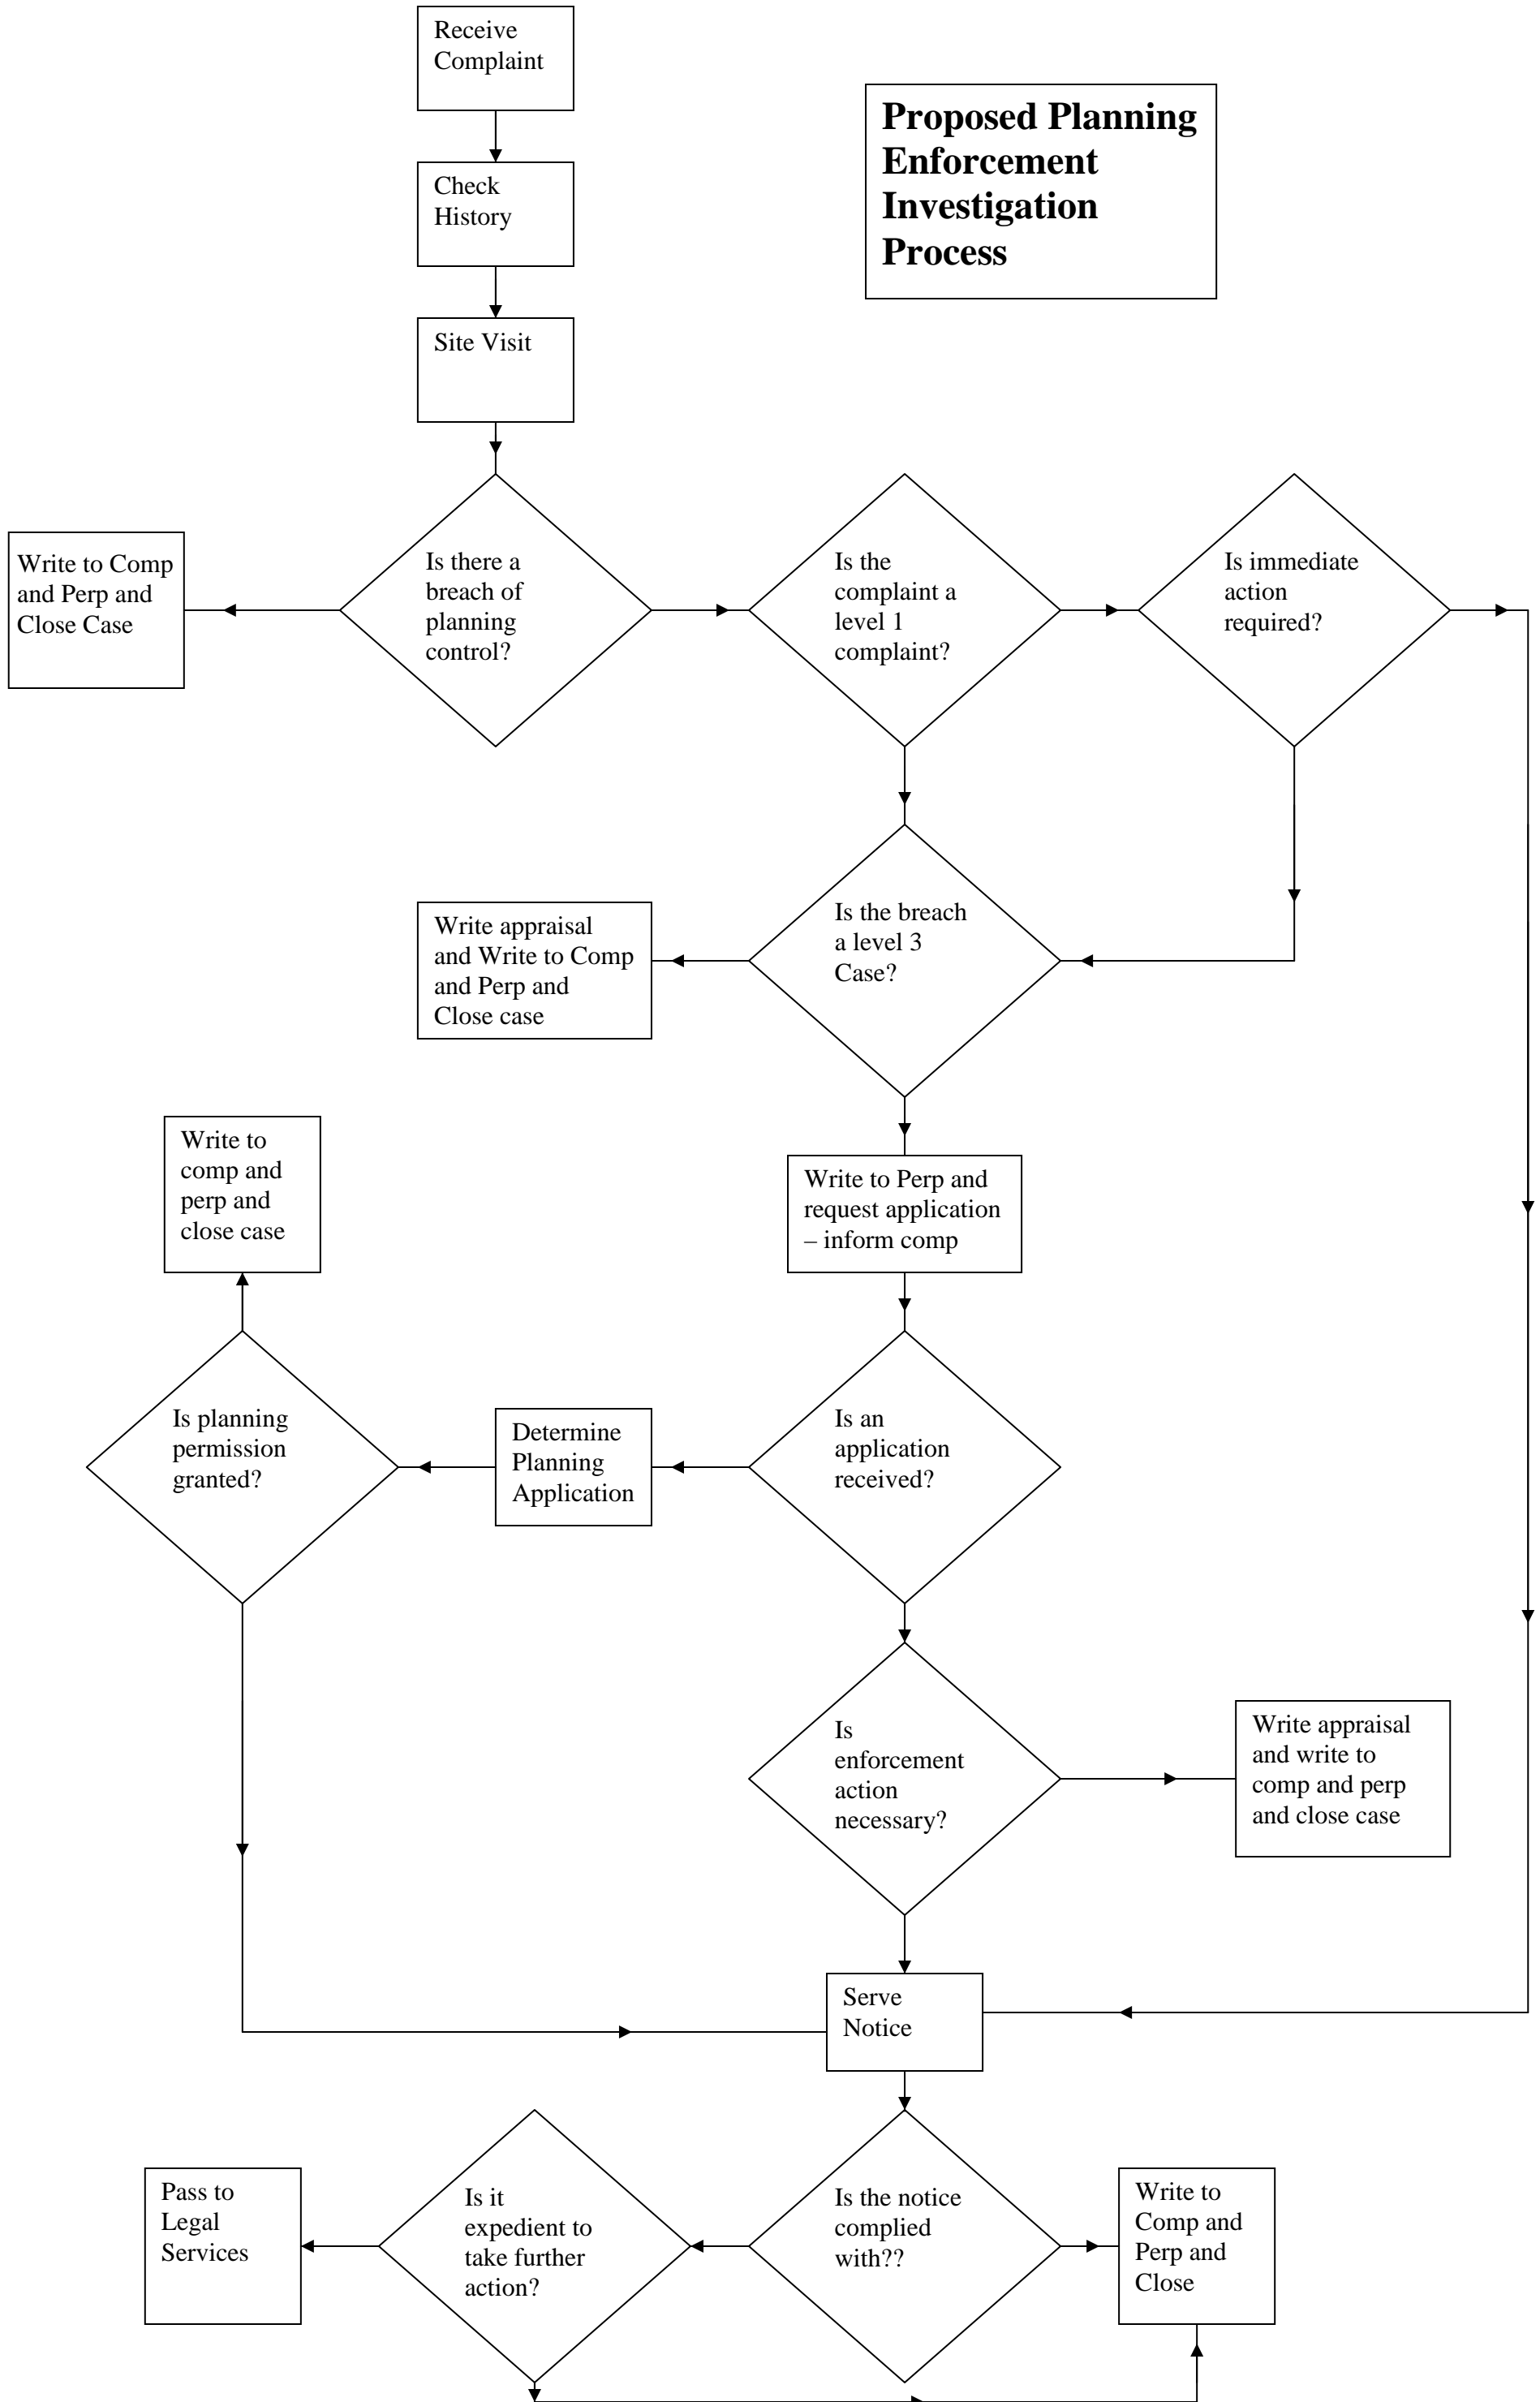 Receive
Complaint
Proposed Planning
Enforcement
Investigation
Process
Check
History
Site Visit
Write to Comp
and Perp and
Close Case
Is there a
breach of
planning
control?
Is the
complaint a
level 1
complaint?
Is immediate
action
required?
Write appraisal
and Write to Comp
and Perp and
Close case
Is the breach
a level 3
Case?
Write to
comp and
perp and
close case
Write to Perp and
request application
– inform comp
Is planning
permission
granted?
Determine
Planning
Application
Is an
application
received?
Is
enforcement
action
necessary?
Write appraisal
and write to
comp and perp
and close case
Serve
Notice
Pass to
Legal
Services
Is it
expedient to
take further
action?
Is the notice
complied
with??
Write to
Comp and
Perp and
Close